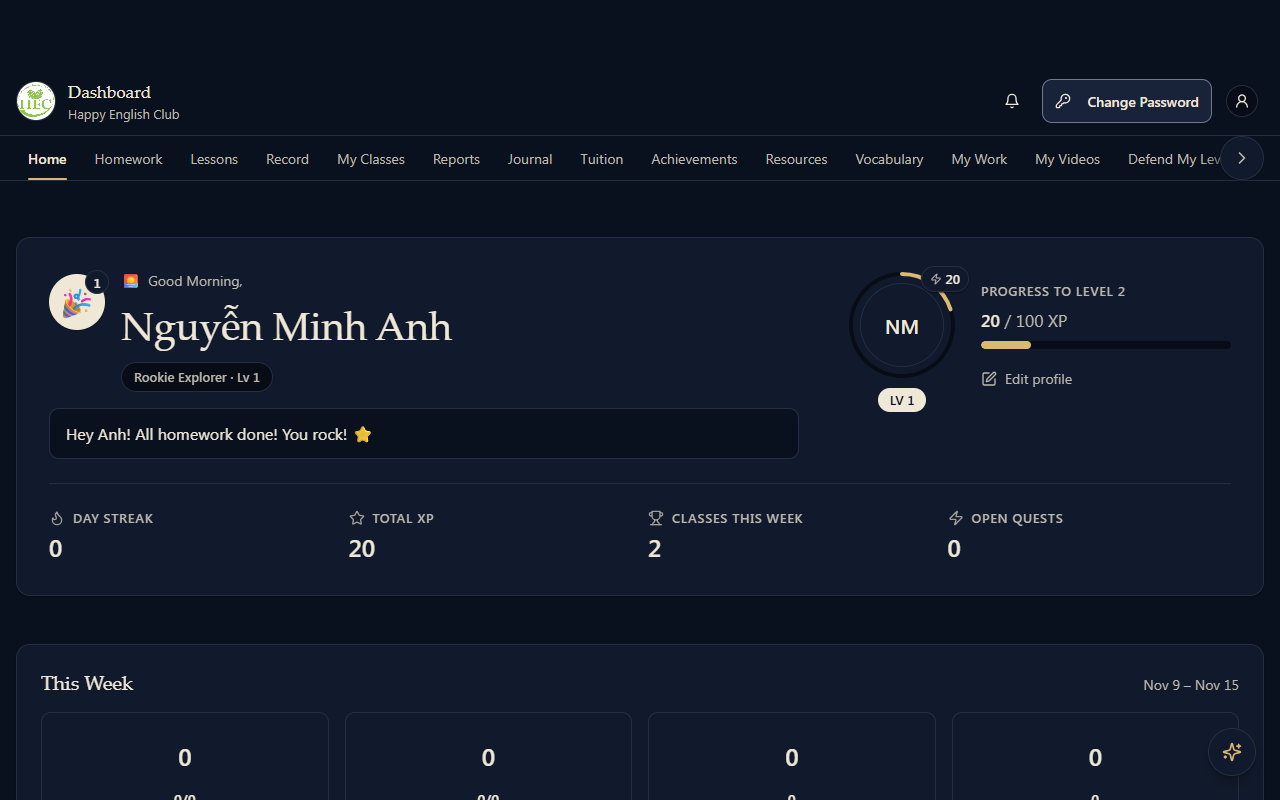 HEC
Dashboard
Happy English Club
Change Password
Home Homework Lessons Record My Classes Reports Journal Tuition Achievements Resources Vocabulary My Work My Videos Defend My Lev
1
Good Morning,
Nguyễn Minh Anh
Rookie Explorer · Lv 1
Hey Anh! All homework done! You rock! ⭐
20
NM
LV 1
PROGRESS TO LEVEL 2
20 / 100 XP
Edit profile
DAY STREAK
0
TOTAL XP
20
CLASSES THIS WEEK
2
OPEN QUESTS
0
This Week
Nov 9 – Nov 15
0 0 0 0